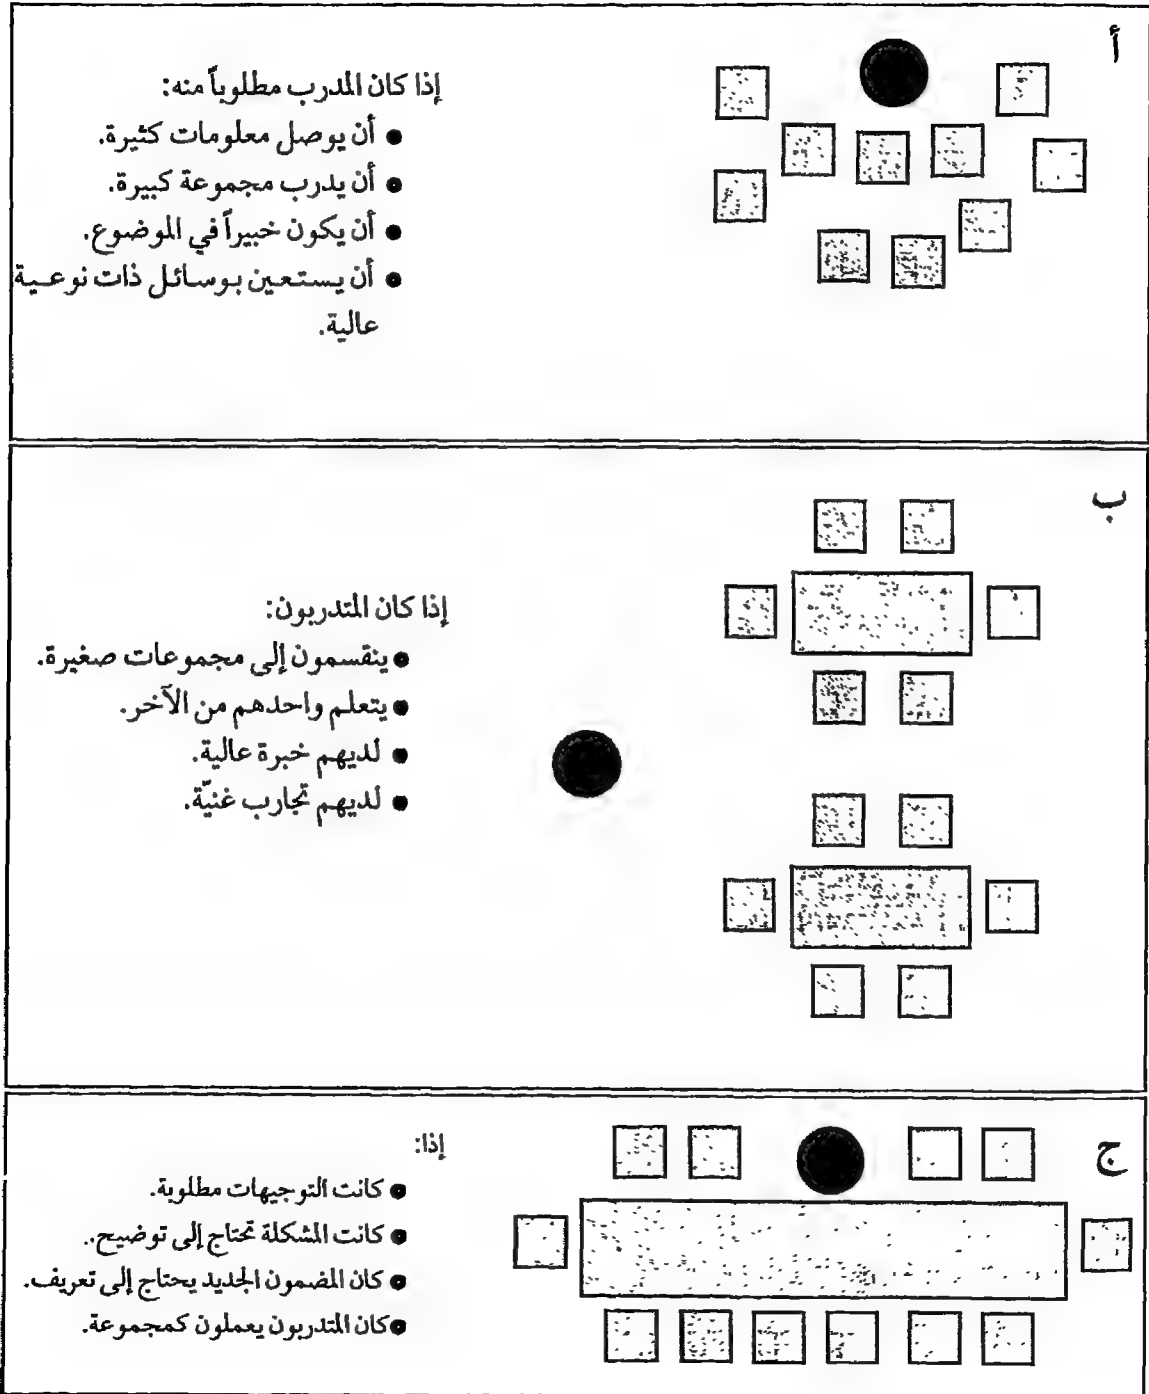 أ
إذا كان المدرب مطلوباً منه:
● أن يوصل معلومات كثيرة.
● أن يدرب مجموعة كبيرة.
● أن يكون خبيراً في الموضوع.
● أن يستعين بوسائل ذات نوعية
عالية.
ب
إذا كان المتدربون:
● ينقسمون إلى مجموعات صغيرة.
● يتعلم واحدهم من الآخر.
● لديهم خبرة عالية.
● لديهم تجارب غنيّة.
ج
إذا:
● كانت التوجيهات مطلوبة.
● كانت المشكلة تحتاج إلى توضيح.
● كان المضمون الجديد يحتاج إلى تعريف.
● كان المتدربون يعملون كمجموعة.